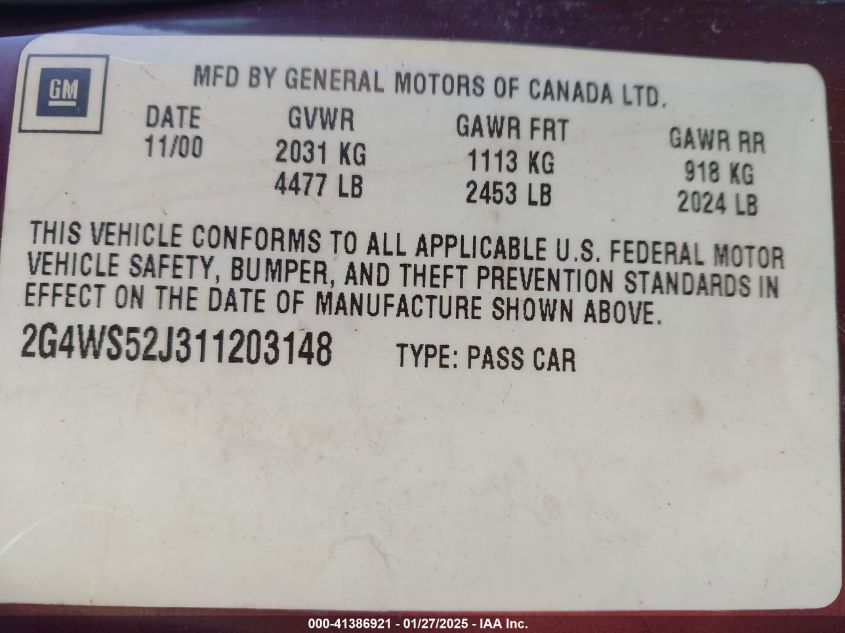 GM
MFD BY GENERAL MOTORS OF CANADA LTD.
DATE GVWR GAWR FRT GAWR RR
11/00 2031 KG 1113 KG 918 KG
4477 LB 2453 LB 2024 LB
THIS VEHICLE CONFORMS TO ALL APPLICABLE U.S. FEDERAL MOTOR
VEHICLE SAFETY, BUMPER, AND THEFT PREVENTION STANDARDS IN
EFFECT ON THE DATE OF MANUFACTURE SHOWN ABOVE.
2G4WS52J311203148 TYPE: PASS CAR
000-41386921 - 01/27/2025 - IAA Inc.